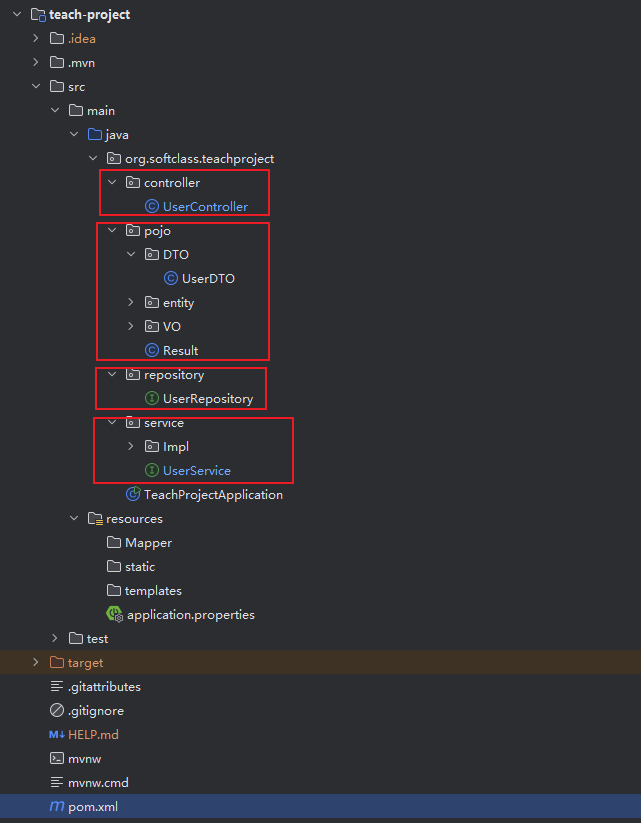 teach-project
.idea
.mvn
src
main
java
org.softclass.teachproject
controller
UserController
pojo
DTO
UserDTO
entity
VO
Result
repository
UserRepository
service
Impl
UserService
TeachProjectApplication
resources
Mapper
static
templates
application.properties
test
target
.gitattributes
.gitignore
M↓ HELP.md
mvnw
mvnw.cmd
m pom.xml